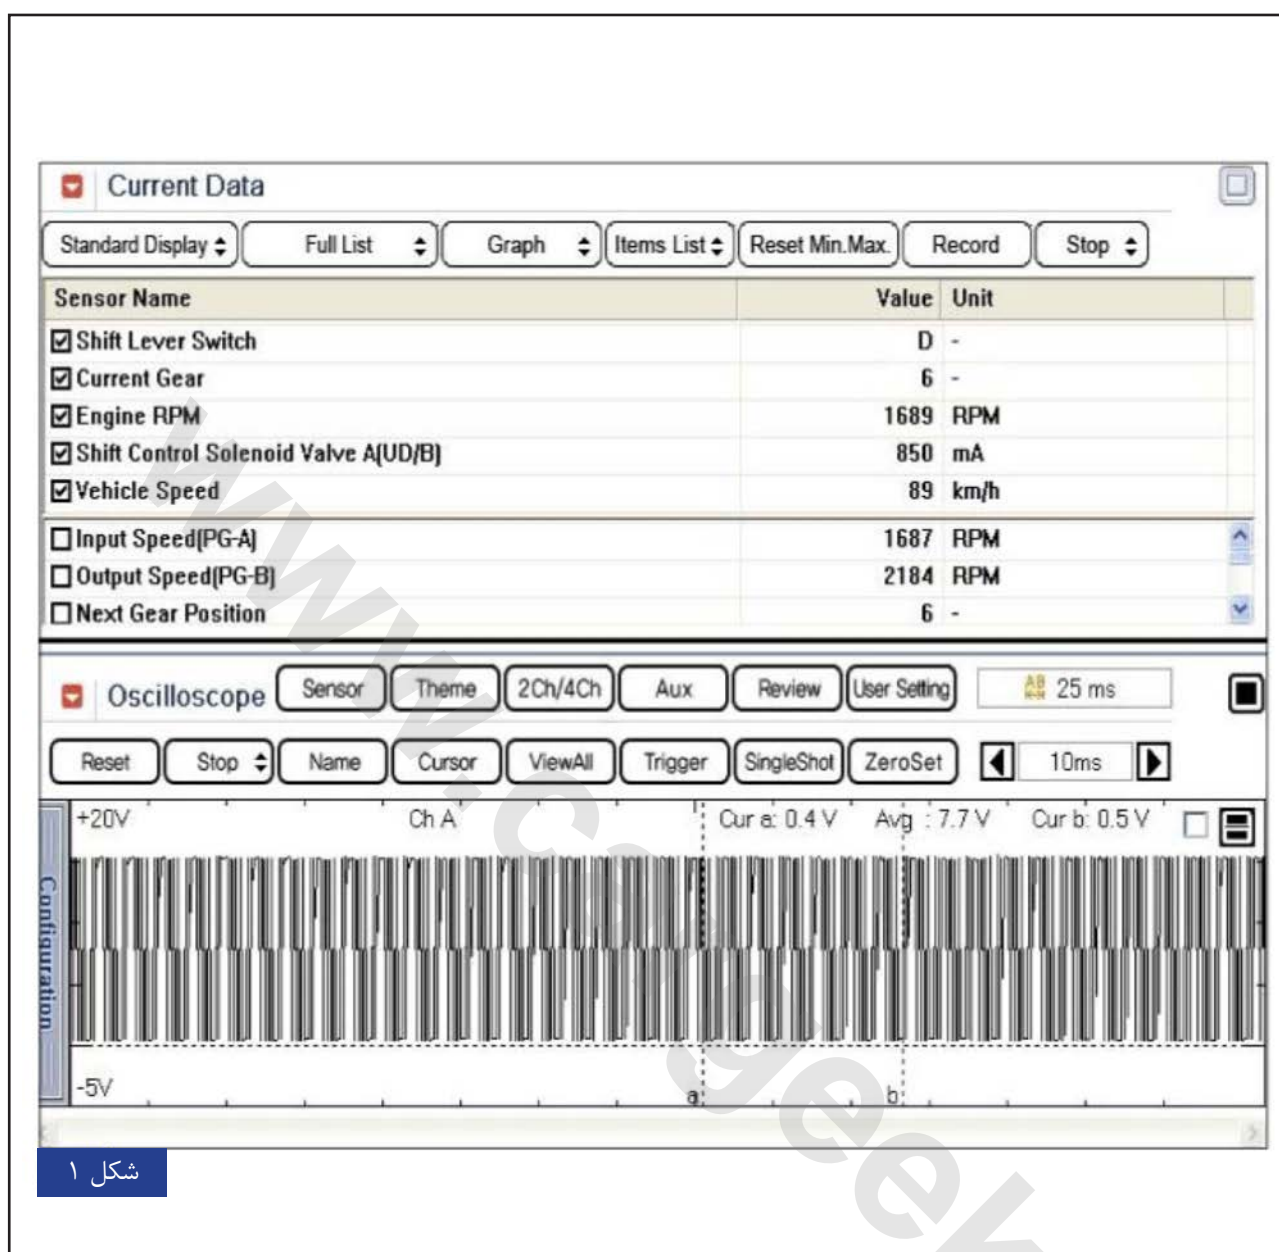 Current Data
Standard Display Full List Graph Items List Reset Min.Max. Record Stop
Sensor Name Value Unit
Shift Lever Switch D -
Current Gear 6 -
Engine RPM 1689 RPM
Shift Control Solenoid Valve A(UD/B) 850 mA
Vehicle Speed 89 km/h
Input Speed(PG-A) 1687 RPM
Output Speed(PG-B) 2184 RPM
Next Gear Position 6 -
Oscilloscope Sensor Theme 2Ch/4Ch Aux Review User Setting 25 ms
Reset Stop Name Cursor ViewAll Trigger SingleShot ZeroSet 10ms
+20V Ch A Cur a: 0.4 V Avg : 7.7 V Cur b: 0.5 V
Configuration
-5V a b
شکل ۱